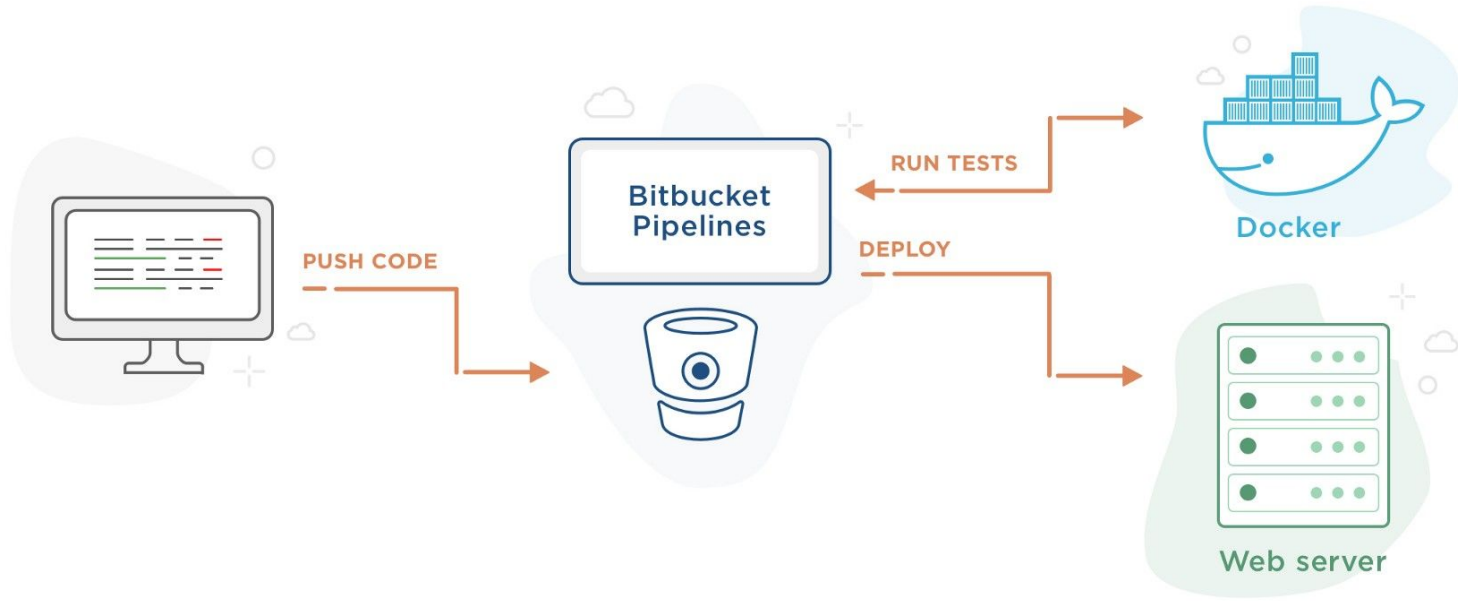 PUSH CODE
Bitbucket
Pipelines
RUN TESTS
DEPLOY
Docker
Web server